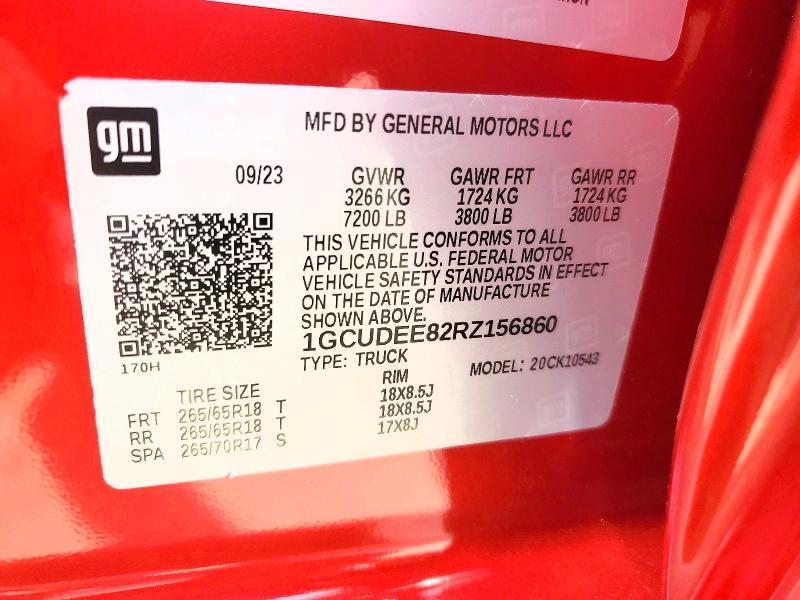 gm
MFD BY GENERAL MOTORS LLC
09/23 GVWR GAWR FRT GAWR RR
3266 KG 1724 KG 1724 KG
7200 LB 3800 LB 3800 LB
THIS VEHICLE CONFORMS TO ALL
APPLICABLE U.S. FEDERAL MOTOR
VEHICLE SAFETY STANDARDS IN EFFECT
ON THE DATE OF MANUFACTURE
SHOWN ABOVE.
1GCUDEE82RZ156860
170H TYPE: TRUCK MODEL: 20CK10543
TIRE SIZE RIM
FRT 265/65R18 T 18X8.5J
RR 265/65R18 T 18X8.5J
SPA 265/70R17 S 17X8J